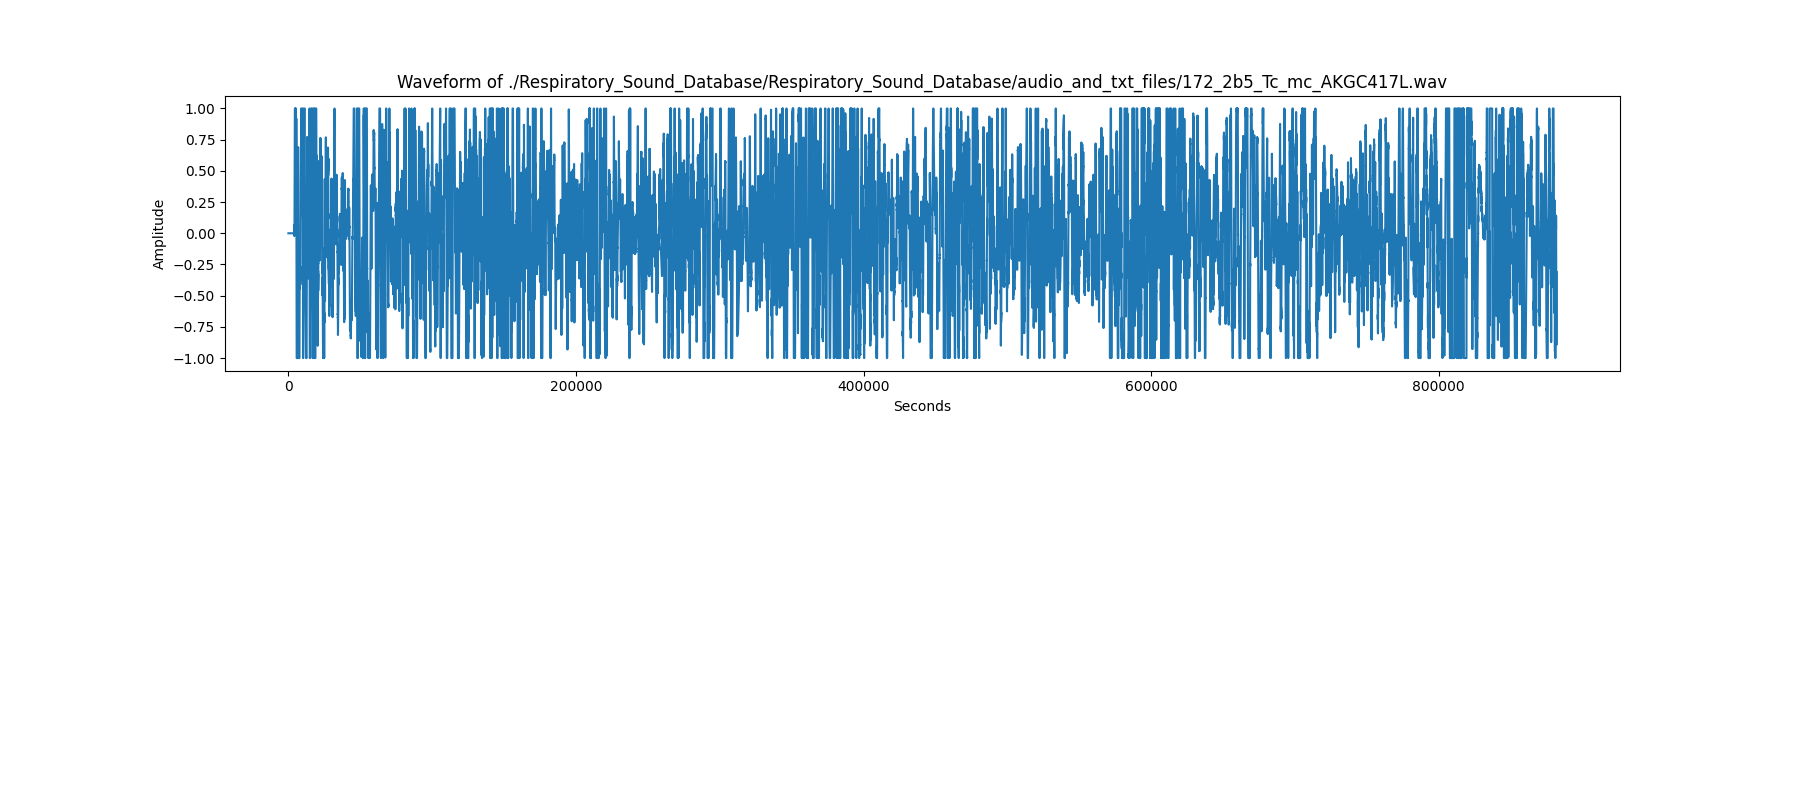 Waveform of ./Respiratory_Sound_Database/Respiratory_Sound_Database/audio_and_txt_files/172_2b5_Tc_mc_AKGC417L.wav
1.00
0.75
0.50
0.25
0.00
−0.25
−0.50
−0.75
−1.00
Amplitude
0 200000 400000 600000 800000
Seconds